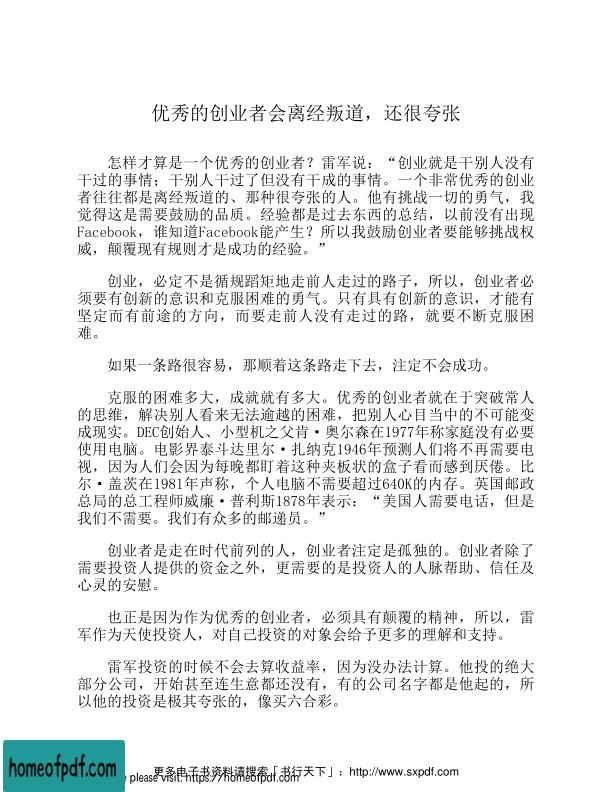 优秀的创业者会离经叛道，还很夸张
怎样才算是一个优秀的创业者？雷军说：“创业就是干别人没有
干过的事情；干别人干过了但没有干成的事情。一个非常优秀的创业
者往往都是离经叛道的、那种很夸张的人。他有挑战一切的勇气，我
觉得这是需要鼓励的品质。经验都是过去东西的总结，以前没有出现
Facebook，谁知道Facebook能产生？所以我鼓励创业者要能够挑战权
威，颠覆现有规则才是成功的经验。”
创业，必定不是循规蹈矩地走前人走过的路子，所以，创业者必
须要有创新的意识和克服困难的勇气。只有具有创新的意识，才能有
坚定而有前途的方向，而要走前人没有走过的路，就要不断克服困
难。
如果一条路很容易，那顺着这条路走下去，注定不会成功。
克服的困难多大，成就就有多大。优秀的创业者就在于突破常人
的思维，解决别人看来无法逾越的困难，把别人心目当中的不可能变
成现实。DEC创始人、小型机之父肯·奥尔森在1977年称家庭没有必要
使用电脑。电影界泰斗达里尔·扎纳克1946年预测人们将不再需要电
视，因为人们会因为每晚都盯着这种夹板状的盒子看而感到厌倦。比
尔·盖茨在1981年声称，个人电脑不需要超过640K的内存。英国邮政
总局的总工程师威廉·普利斯1878年表示：“美国人需要电话，但是
我们不需要。我们有众多的邮递员。”
创业者是走在时代前列的人，创业者注定是孤独的。创业者除了
需要投资人提供的资金之外，更需要的是投资人的人脉帮助、信任及
心灵的安慰。
也正是因为作为优秀的创业者，必须具有颠覆的精神，所以，雷
军作为天使投资人，对自己投资的对象会给予更多的理解和支持。
雷军投资的时候不会去算收益率，因为没办法计算。他投的绝大
部分公司，开始甚至连生意都还没有，有的公司名字都是他起的，所
以他的投资是极其夸张的，像买六合彩。
更多电子书资料请搜索「书行天下」：http://www.sxpdf.com
please visit: https://homeofpdf.com
homeofpdf.com